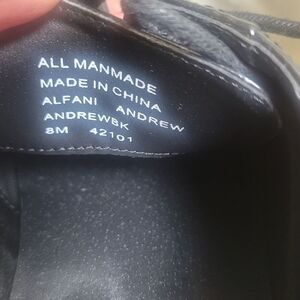 ALL MANMADE
MADE IN CHINA
ALFANI ANDREW
ANDREWBK
8M 42101